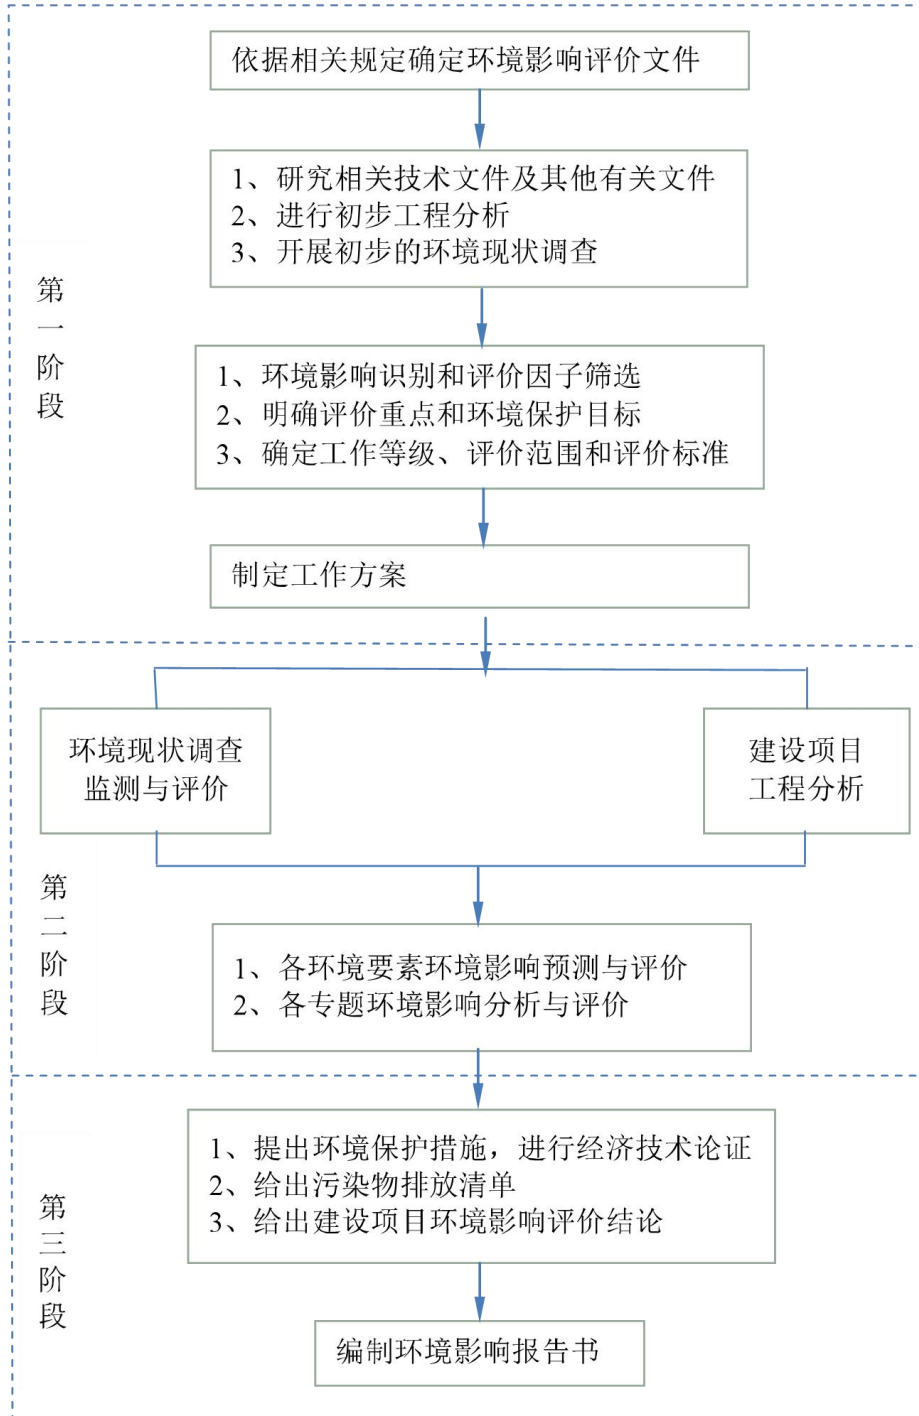 依据相关规定确定环境影响评价文件
1、研究相关技术文件及其他有关文件
2、进行初步工程分析
3、开展初步的环境现状调查
第
一
阶
段
1、环境影响识别和评价因子筛选
2、明确评价重点和环境保护目标
3、确定工作等级、评价范围和评价标准
制定工作方案
环境现状调查
监测与评价
建设项目
工程分析
第
二
阶
段
1、各环境要素环境影响预测与评价
2、各专题环境影响分析与评价
1、提出环境保护措施，进行经济技术论证
2、给出污染物排放清单
3、给出建设项目环境影响评价结论
第
三
阶
段
编制环境影响报告书